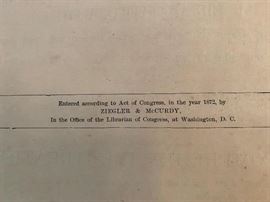 Entered according to Act of Congress, in the year 1872, by
ZIEGLER & McCURDY,
In the Office of the Librarian of Congress, at Washington, D. C.